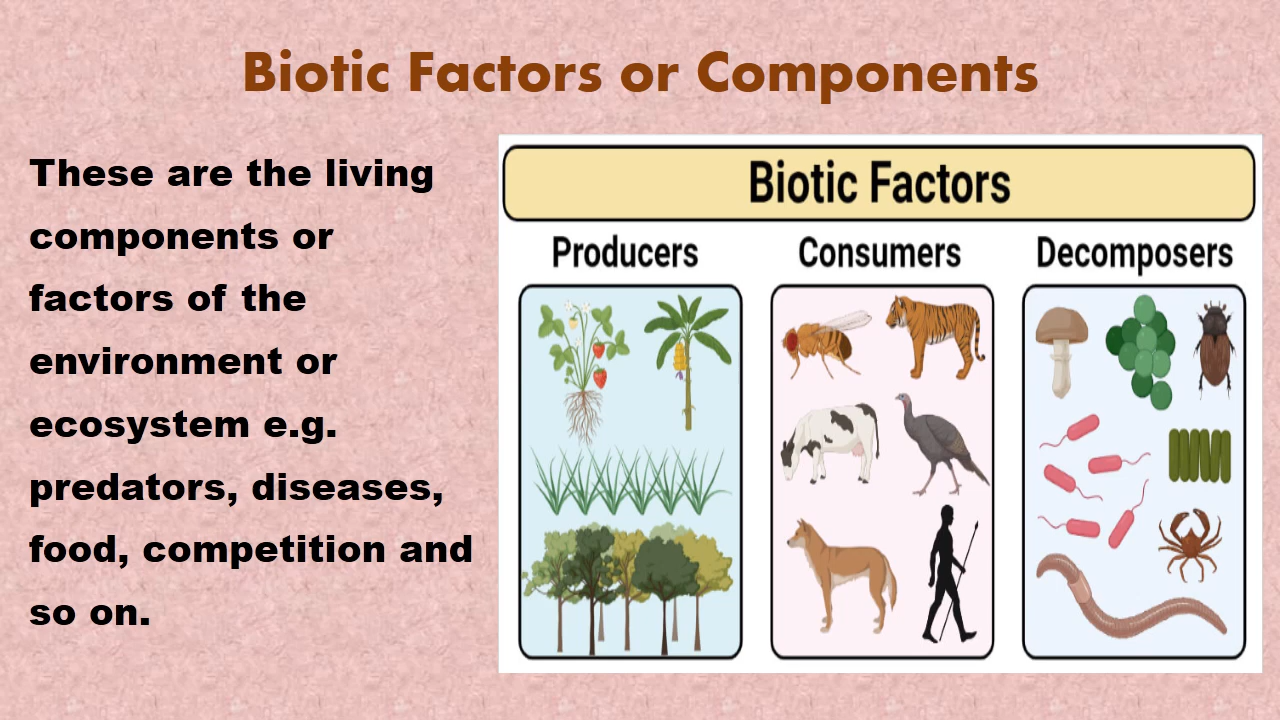 Biotic Factors or Components
These are the living
components or
factors of the
environment or
ecosystem e.g.
predators, diseases,
food, competition and
so on.
Biotic Factors
Producers
Consumers
Decomposers